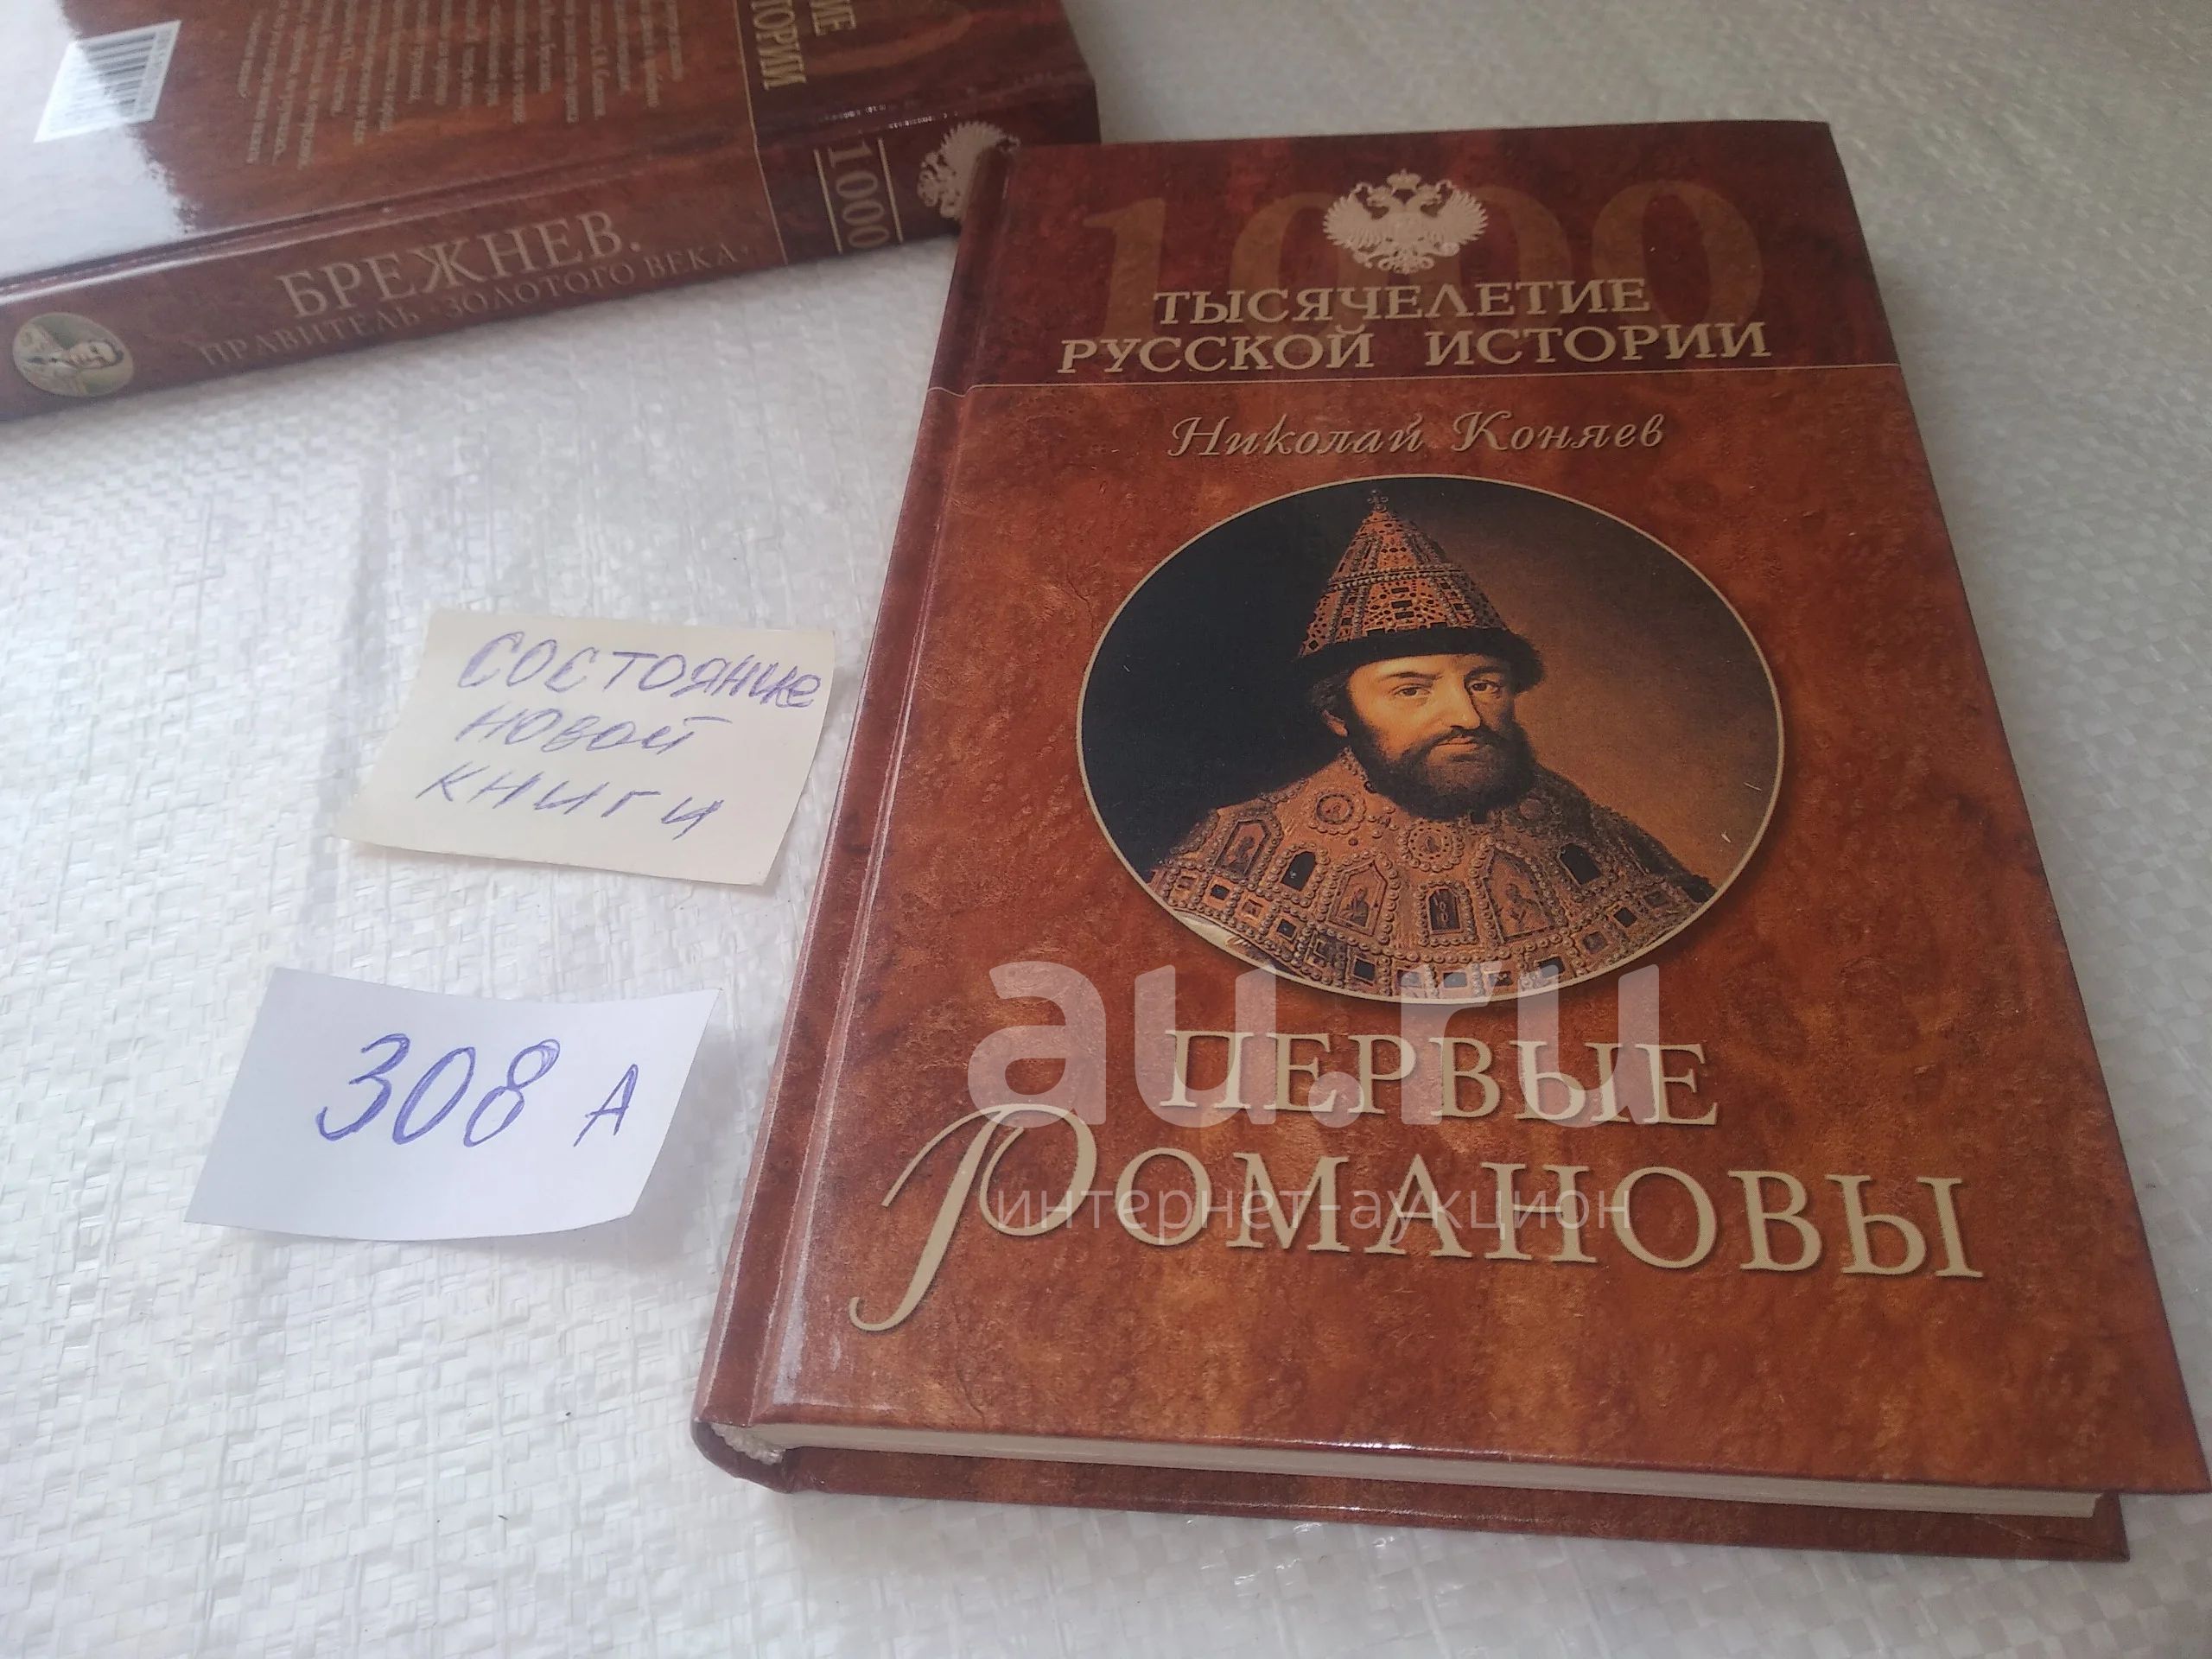 ТОРИИ
1000
БРЕЖНЕВ.
ПРАВИТЕЛЬ «ЗОЛОТОГО ВЕКА»
1000
ТЫСЯЧЕЛЕТИЕ
РУССКОЙ ИСТОРИИ
Николай Коняев
СОСТОЯНИЕ
НОВОЙ
КНИГИ
308 А
au.ru
ПЕРВЫЕ
РОМАНОВЫ
интернет-аукцион